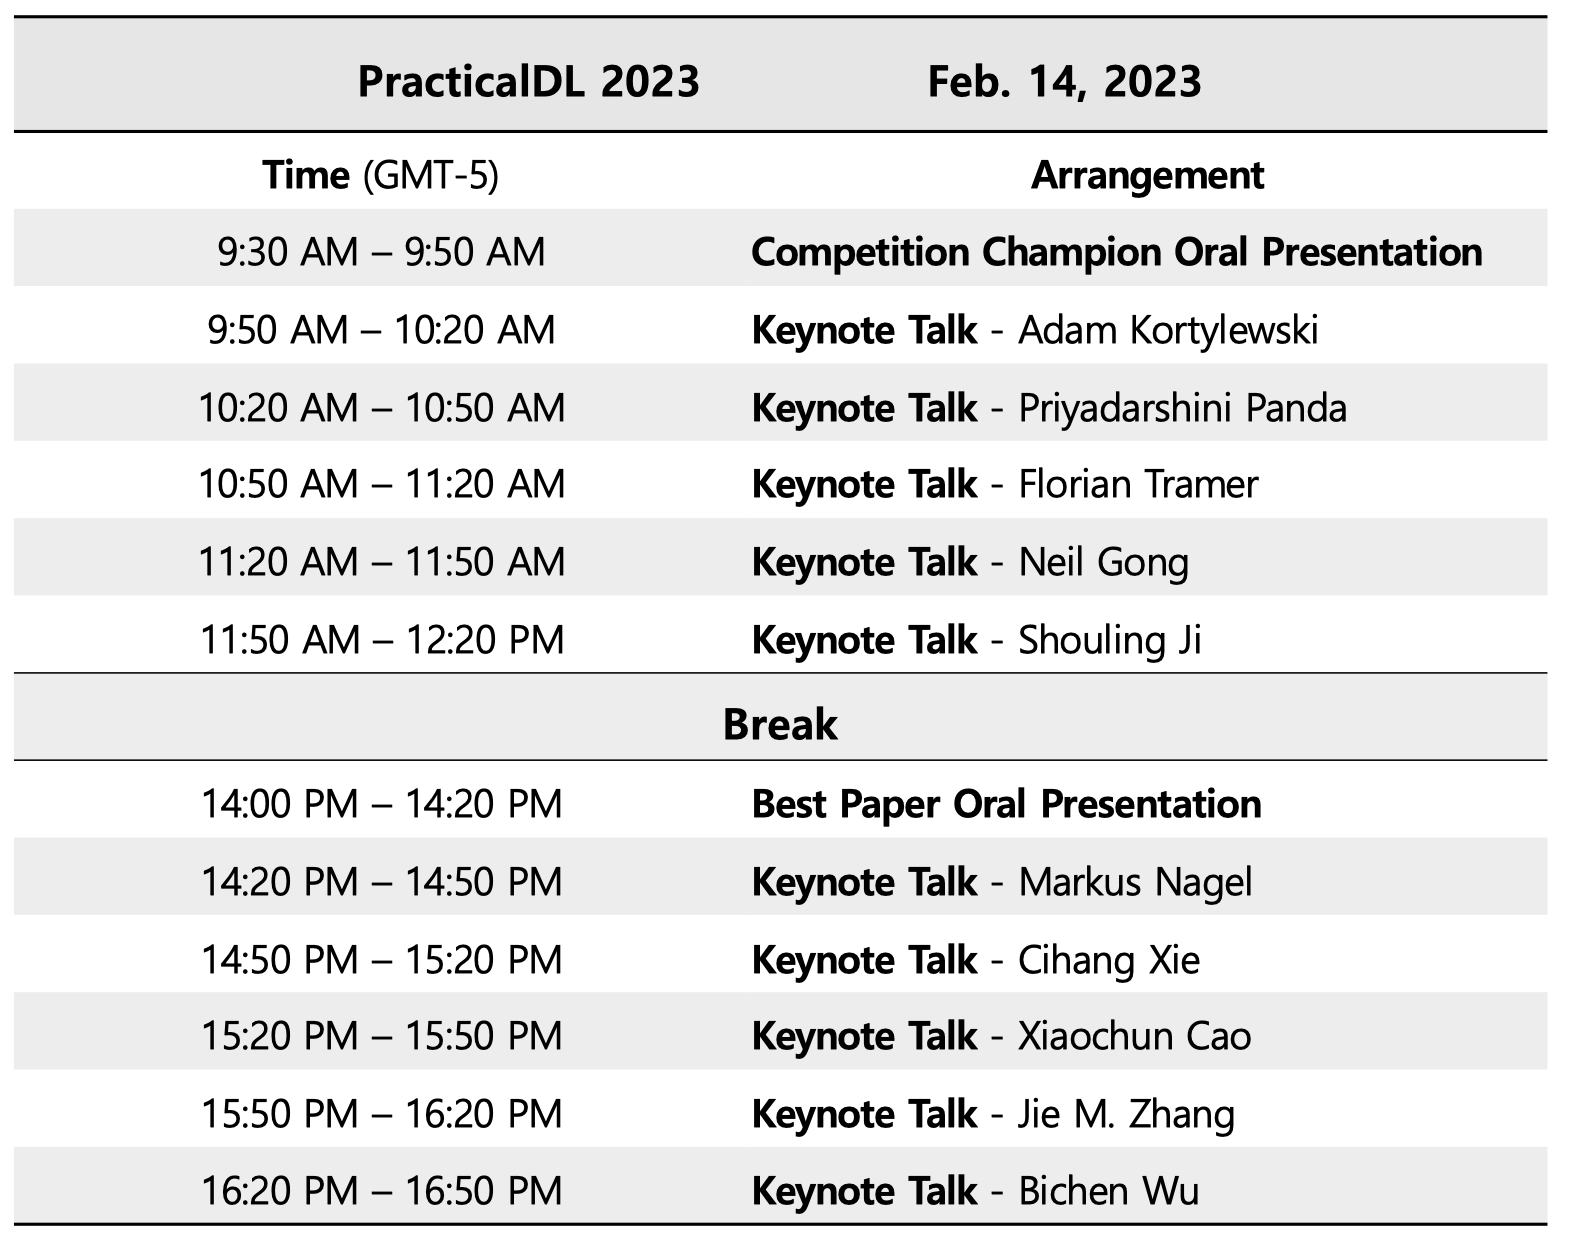 PracticalDL 2023 Feb. 14, 2023
Time (GMT-5) Arrangement
9:30 AM – 9:50 AM Competition Champion Oral Presentation
9:50 AM – 10:20 AM Keynote Talk - Adam Kortylewski
10:20 AM – 10:50 AM Keynote Talk - Priyadarshini Panda
10:50 AM – 11:20 AM Keynote Talk - Florian Tramer
11:20 AM – 11:50 AM Keynote Talk - Neil Gong
11:50 AM – 12:20 PM Keynote Talk - Shouling Ji
Break
14:00 PM – 14:20 PM Best Paper Oral Presentation
14:20 PM – 14:50 PM Keynote Talk - Markus Nagel
14:50 PM – 15:20 PM Keynote Talk - Cihang Xie
15:20 PM – 15:50 PM Keynote Talk - Xiaochun Cao
15:50 PM – 16:20 PM Keynote Talk - Jie M. Zhang
16:20 PM – 16:50 PM Keynote Talk - Bichen Wu